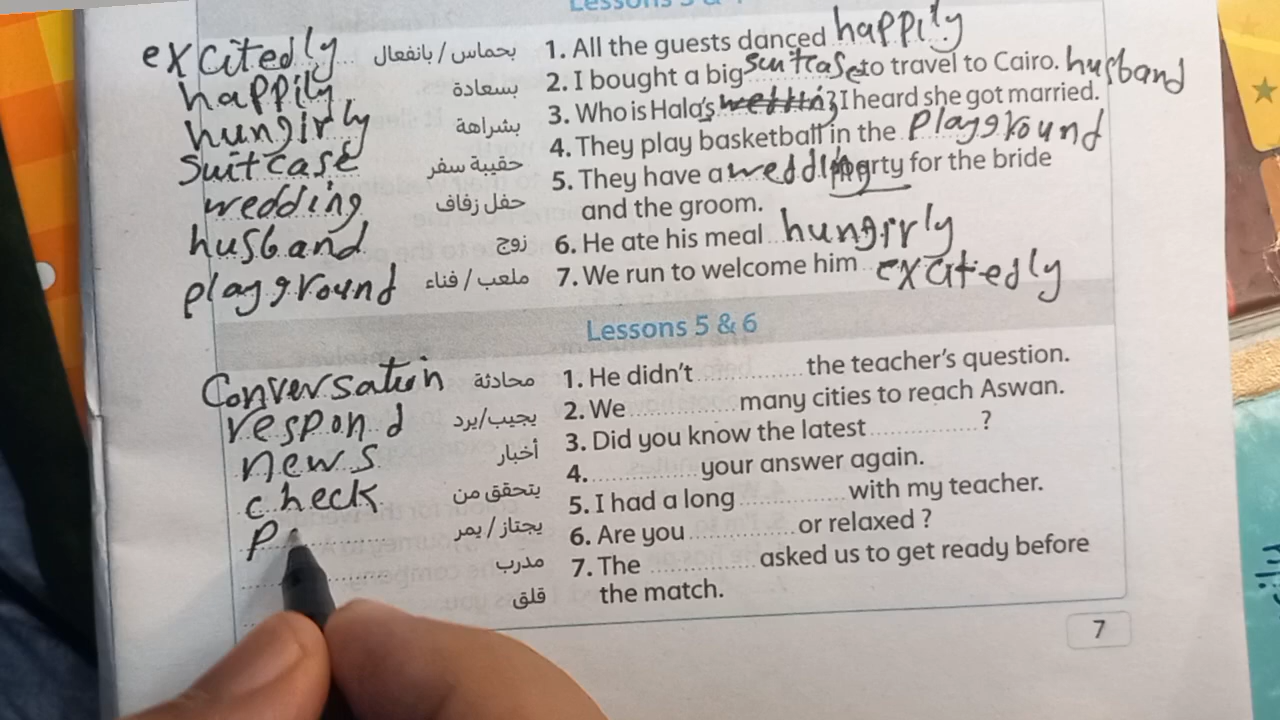 excitedly بحماس / بانفعال 1. All the guests danced happily
happily بسعادة 2. I bought a big suitcase to travel to Cairo. husband
hungirly بشراهة 3. Who is Hala's I heard she got married.
suitcase حقيبة سفر 4. They play basketball in the playground
wedding حفل زفاف 5. They have a wedding party for the bride
and the groom.
husband زوج 6. He ate his meal hungirly
playground ملعب / فناء 7. We run to welcome him excitedly
Lessons 5 & 6
Conversation محادثة 1. He didn't ............ the teacher's question.
respond يجيب/يرد 2. We ............ many cities to reach Aswan.
news أخبار 3. Did you know the latest ............ ?
check يتحقق من 4. ............ your answer again.
P يجتاز / يمر 5. I had a long ............ with my teacher.
مدرب 6. Are you ............ or relaxed ?
قلق 7. The ............ asked us to get ready before
the match.
7